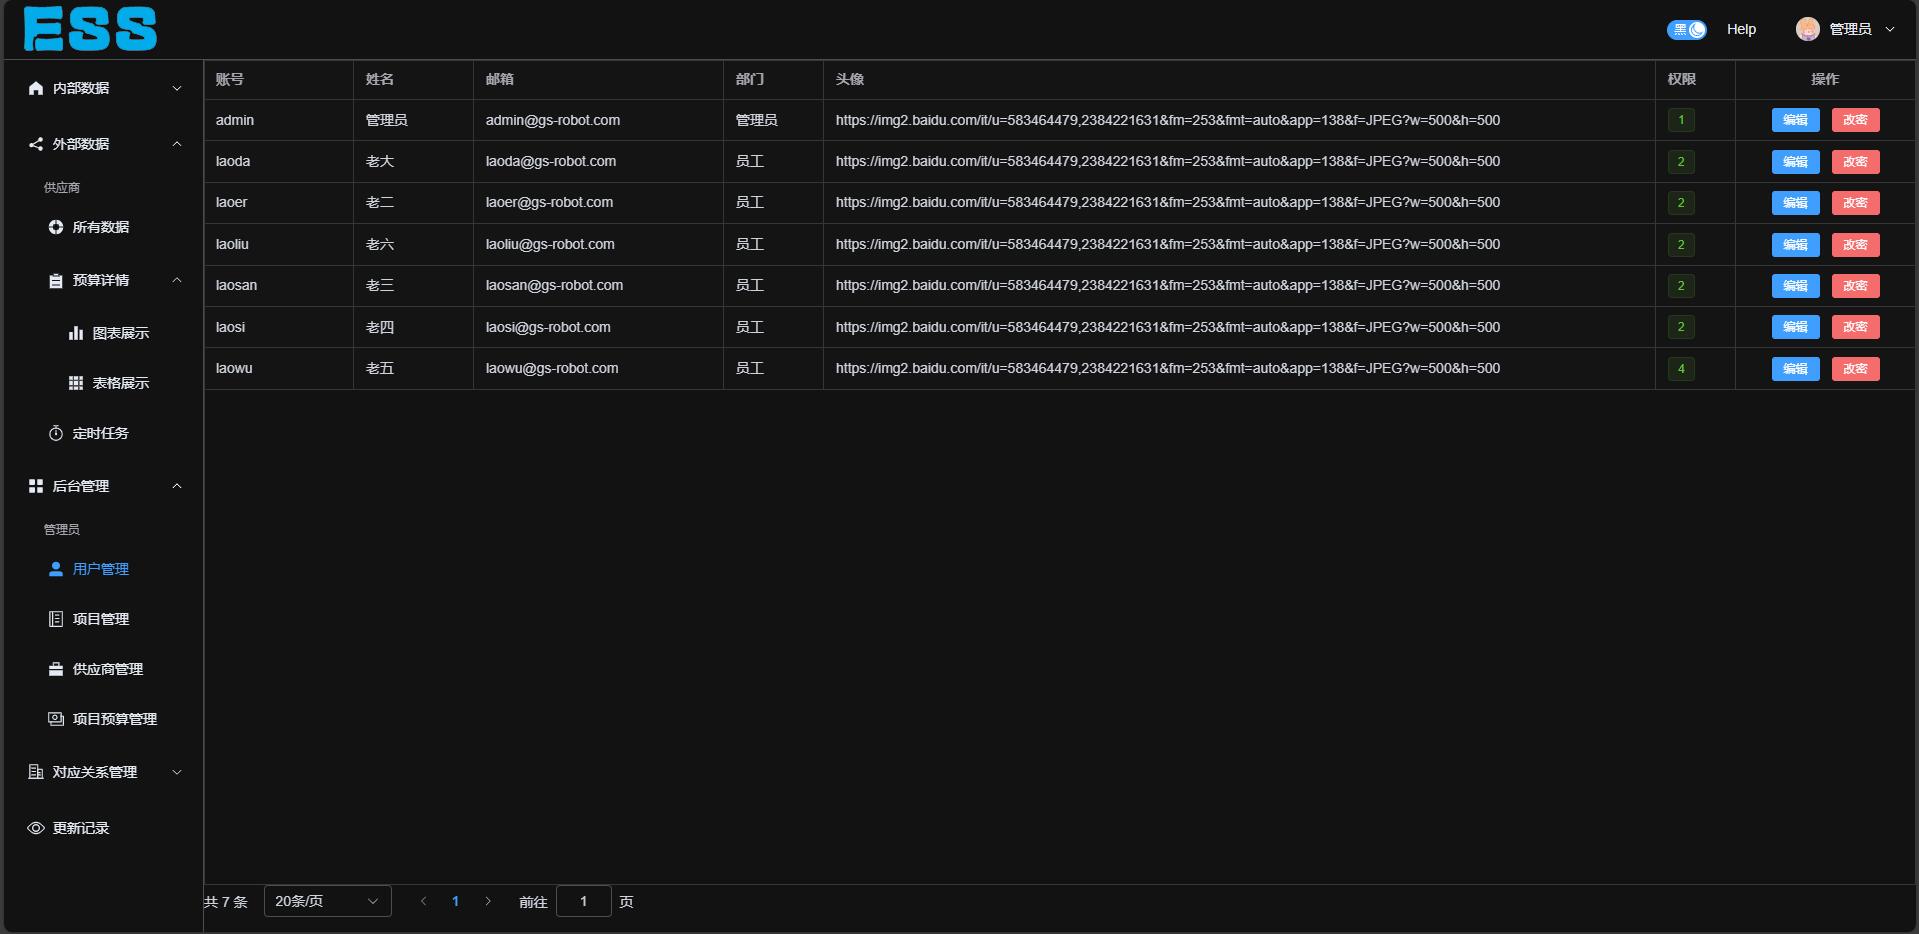 ESS
黑
Help
管理员
内部数据
外部数据
供应商
所有数据
预算详情
图表展示
表格展示
定时任务
后台管理
管理员
用户管理
项目管理
供应商管理
项目预算管理
对应关系管理
更新记录
账号 姓名 邮箱 部门 头像 权限 操作
admin 管理员 admin@gs-robot.com 管理员 https://img2.baidu.com/it/u=583464479,2384221631&fm=253&fmt=auto&app=138&f=JPEG?w=500&h=500 1 编辑 改密
laoda 老大 laoda@gs-robot.com 员工 https://img2.baidu.com/it/u=583464479,2384221631&fm=253&fmt=auto&app=138&f=JPEG?w=500&h=500 2 编辑 改密
laoer 老二 laoer@gs-robot.com 员工 https://img2.baidu.com/it/u=583464479,2384221631&fm=253&fmt=auto&app=138&f=JPEG?w=500&h=500 2 编辑 改密
laoliu 老六 laoliu@gs-robot.com 员工 https://img2.baidu.com/it/u=583464479,2384221631&fm=253&fmt=auto&app=138&f=JPEG?w=500&h=500 2 编辑 改密
laosan 老三 laosan@gs-robot.com 员工 https://img2.baidu.com/it/u=583464479,2384221631&fm=253&fmt=auto&app=138&f=JPEG?w=500&h=500 2 编辑 改密
laosi 老四 laosi@gs-robot.com 员工 https://img2.baidu.com/it/u=583464479,2384221631&fm=253&fmt=auto&app=138&f=JPEG?w=500&h=500 2 编辑 改密
laowu 老五 laowu@gs-robot.com 员工 https://img2.baidu.com/it/u=583464479,2384221631&fm=253&fmt=auto&app=138&f=JPEG?w=500&h=500 4 编辑 改密
共 7 条 20条/页 1 前往 1 页